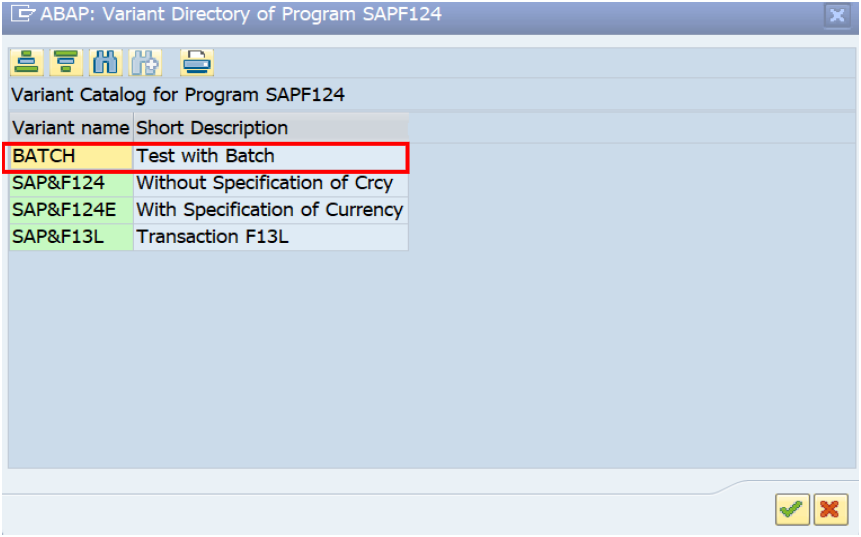 ABAP: Variant Directory of Program SAPF124
Variant Catalog for Program SAPF124
Variant name Short Description
BATCH Test with Batch
SAP&F124 Without Specification of Crcy
SAP&F124E With Specification of Currency
SAP&F13L Transaction F13L